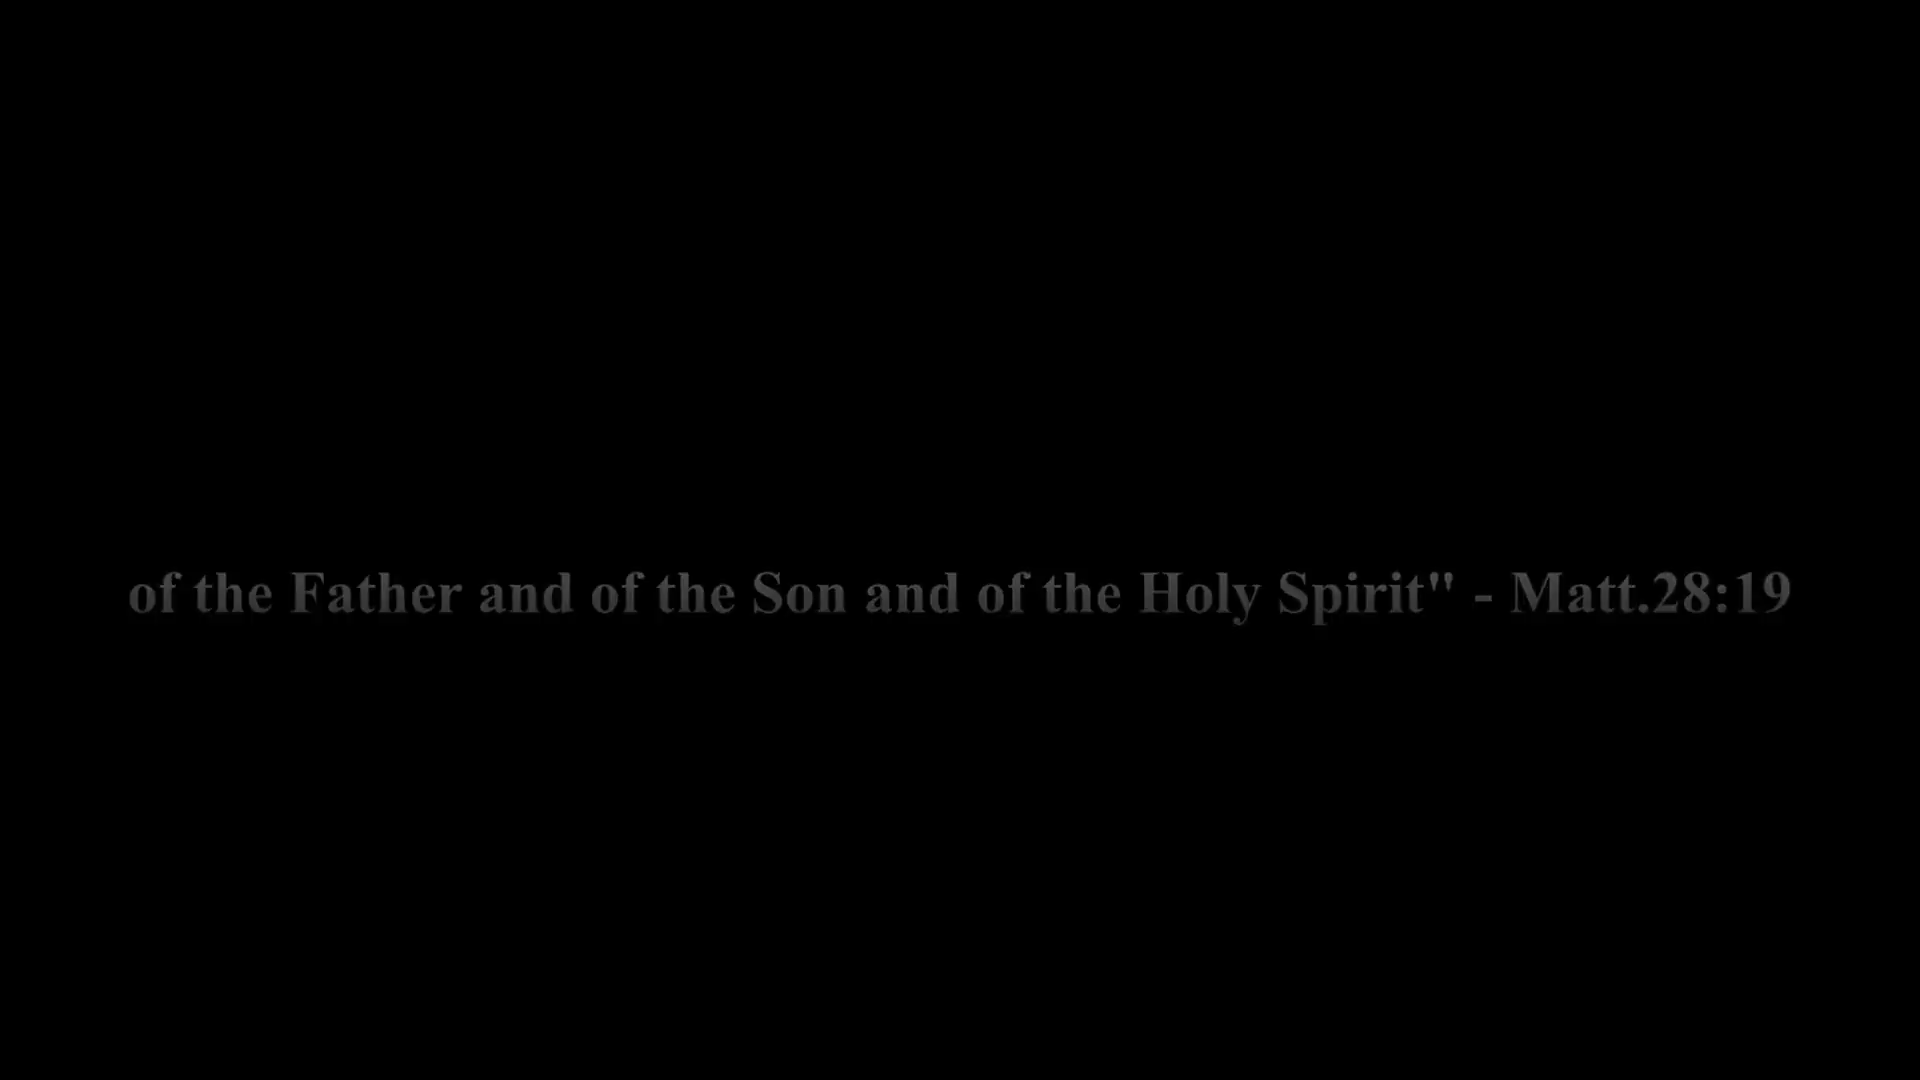 of the Father and of the Son and of the Holy Spirit" - Matt.28:19